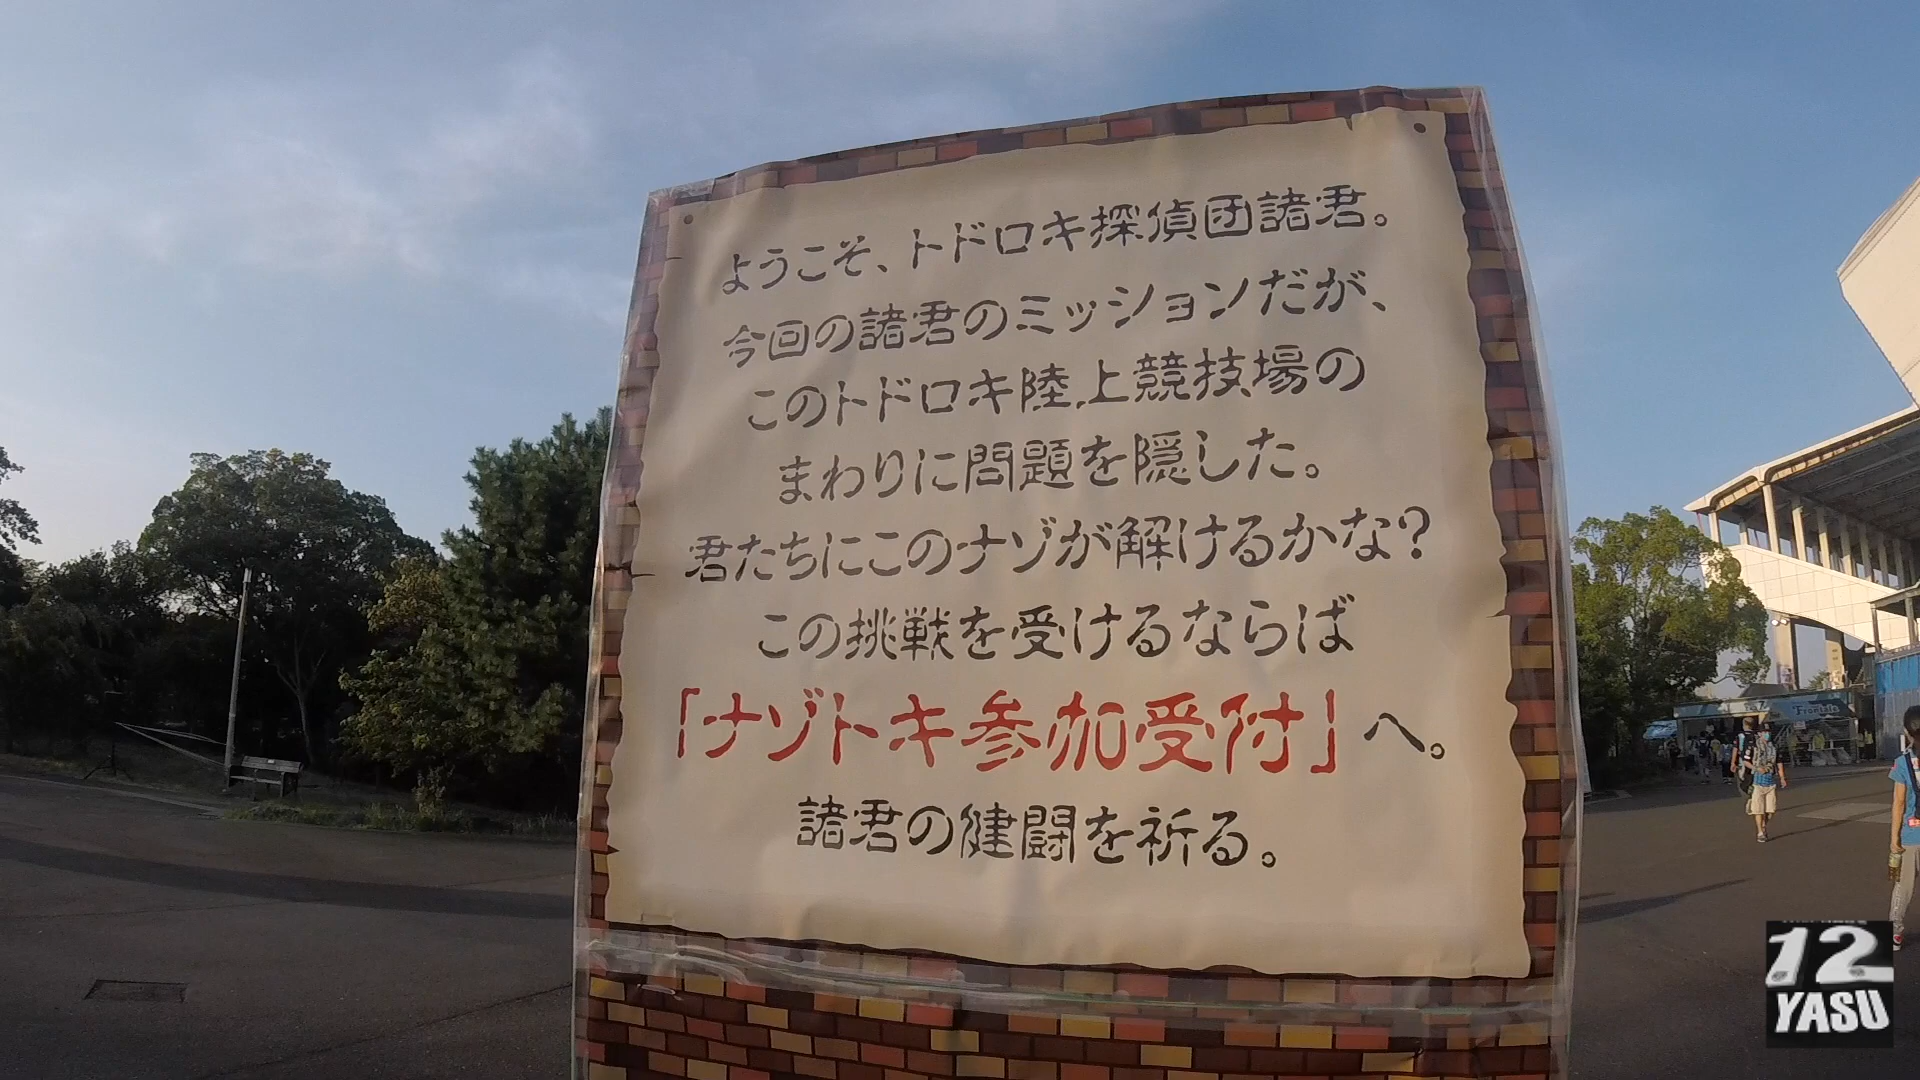 ようこそ、トドロキ探偵団諸君。
今回の諸君のミッションだが、
このトドロキ陸上競技場の
まわりに問題を隠した。
君たちにこのナゾが解けるかな？
この挑戦を受けるならば
「ナゾトキ参加受付」へ。
諸君の健闘を祈る。
Frontale
12
YASU